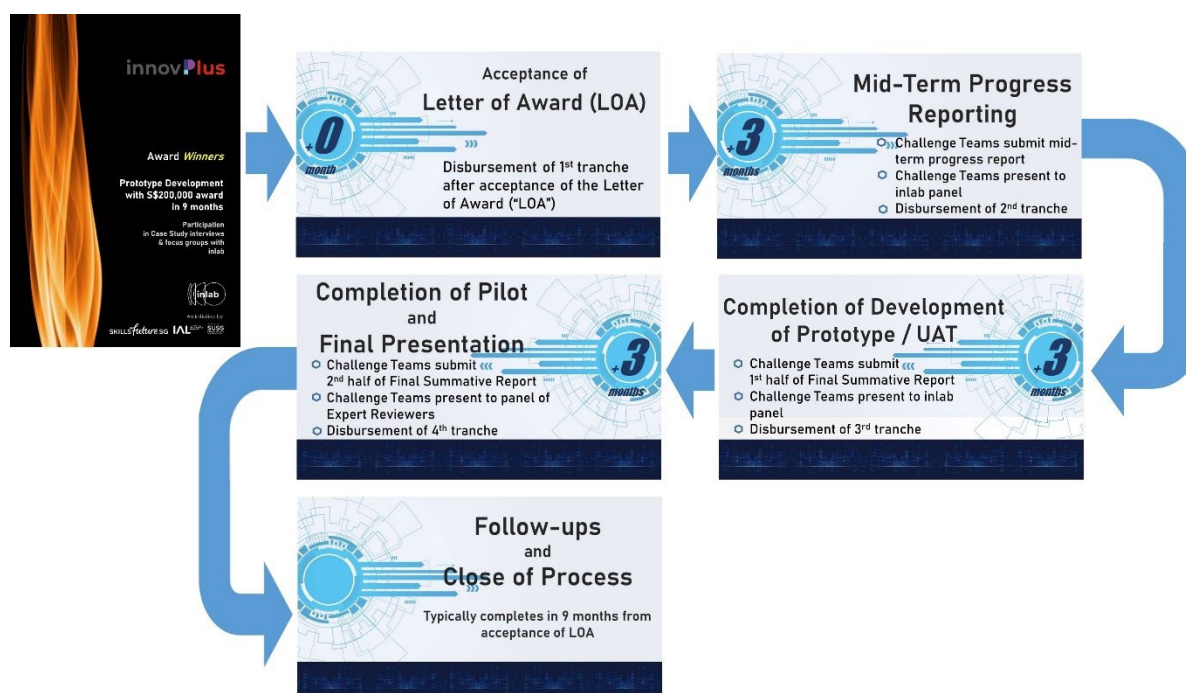 innovPlus
Award Winners
Prototype Development
with S$200,000 award
in 9 months
Participation
in Case Study interviews
& focus groups with
inlab
inlab
An initiative by:
SKILLSfuture SG IAL SUSS
+0
month
Acceptance of
Letter of Award (LOA)
Disbursement of 1st tranche
after acceptance of the Letter
of Award (“LOA”)
+3
months
Mid-Term Progress
Reporting
Challenge Teams submit mid-
term progress report
Challenge Teams present to
inlab panel
Disbursement of 2nd tranche
Completion of Development
of Prototype / UAT
Challenge Teams submit
1st half of Final Summative Report
Challenge Teams present to inlab
panel
Disbursement of 3rd tranche
+3
months
Completion of Pilot
and
Final Presentation
Challenge Teams submit
2nd half of Final Summative Report
Challenge Teams present to panel of
Expert Reviewers
Disbursement of 4th tranche
+3
months
Follow-ups
and
Close of Process
Typically completes in 9 months from
acceptance of LOA